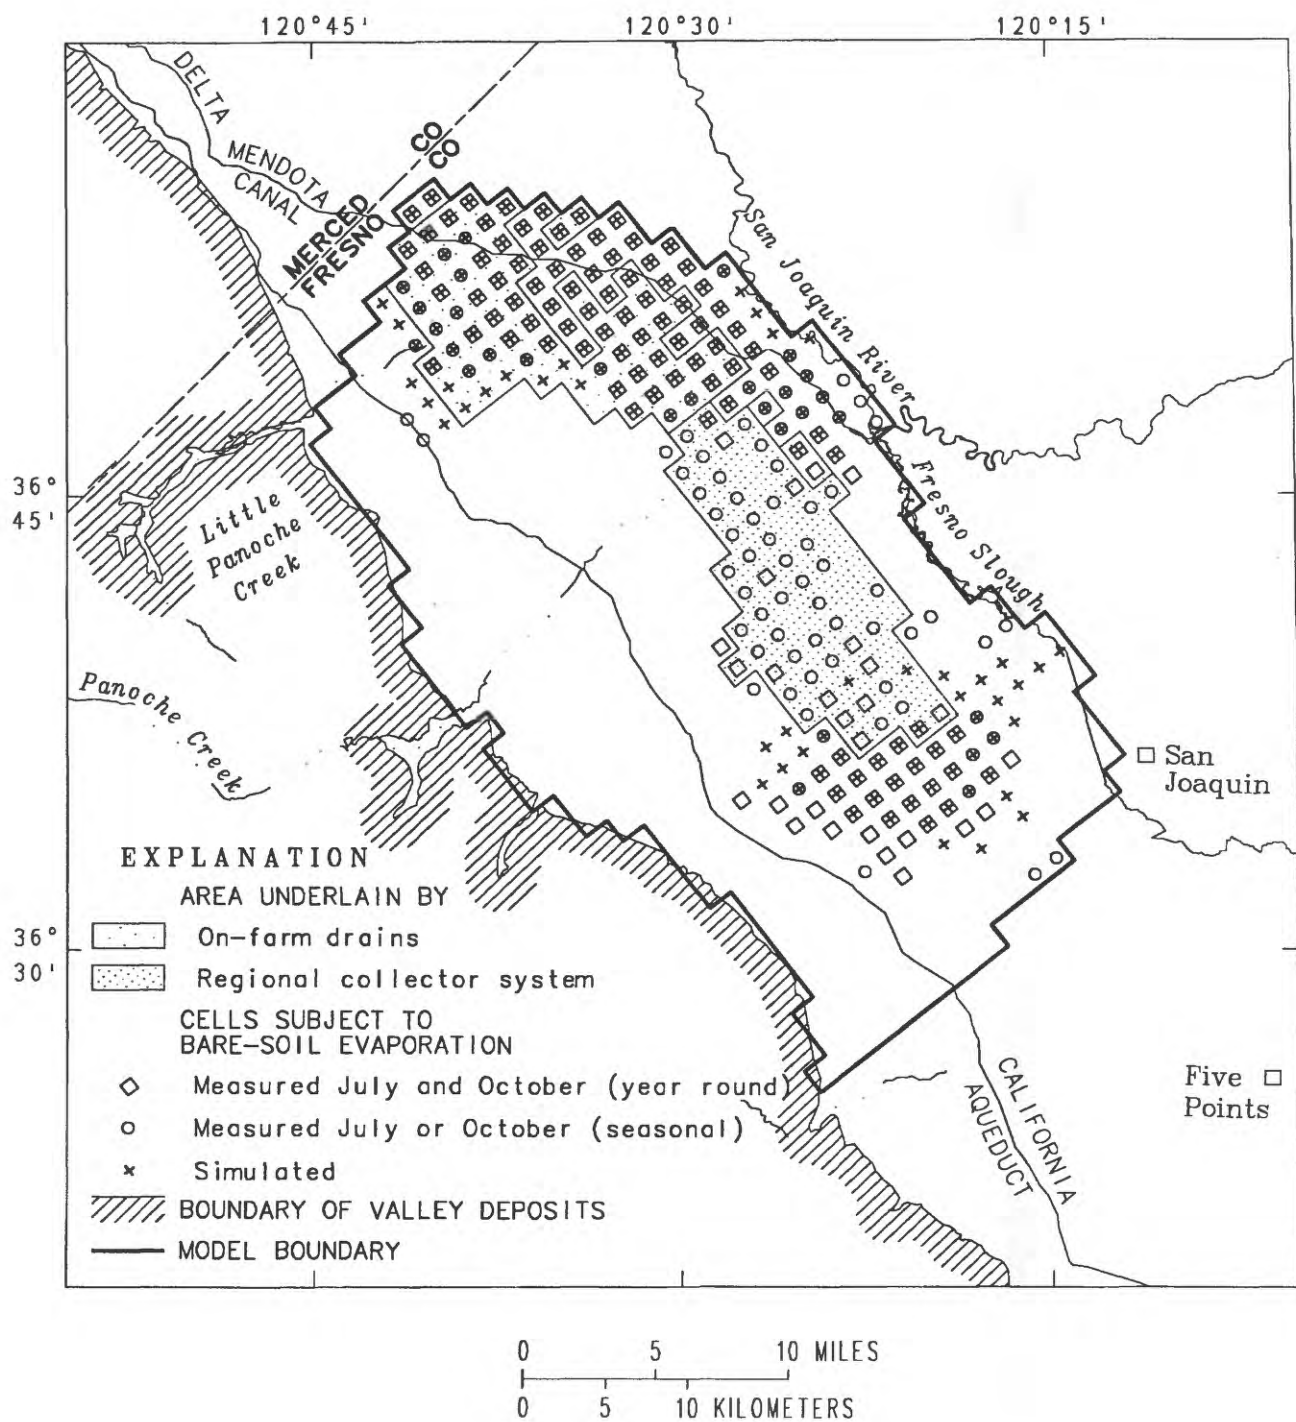 120°45'
120°30'
120°15'
DELTA
MENDOTA
CANAL
CO
CO
MERCED
FRESNO
San Joaquin River
36°
45'
Little
Panoche
Creek
Fresno Slough
Panoche Creek
San
Joaquin
EXPLANATION
AREA UNDERLAIN BY
On-farm drains
36°
30'
Regional collector system
CELLS SUBJECT TO
BARE-SOIL EVAPORATION
Measured July and October (year round)
Measured July or October (seasonal)
Simulated
BOUNDARY OF VALLEY DEPOSITS
MODEL BOUNDARY
CALIFORNIA
AQUEDUCT
Five
Points
0 5 10 MILES
0 5 10 KILOMETERS